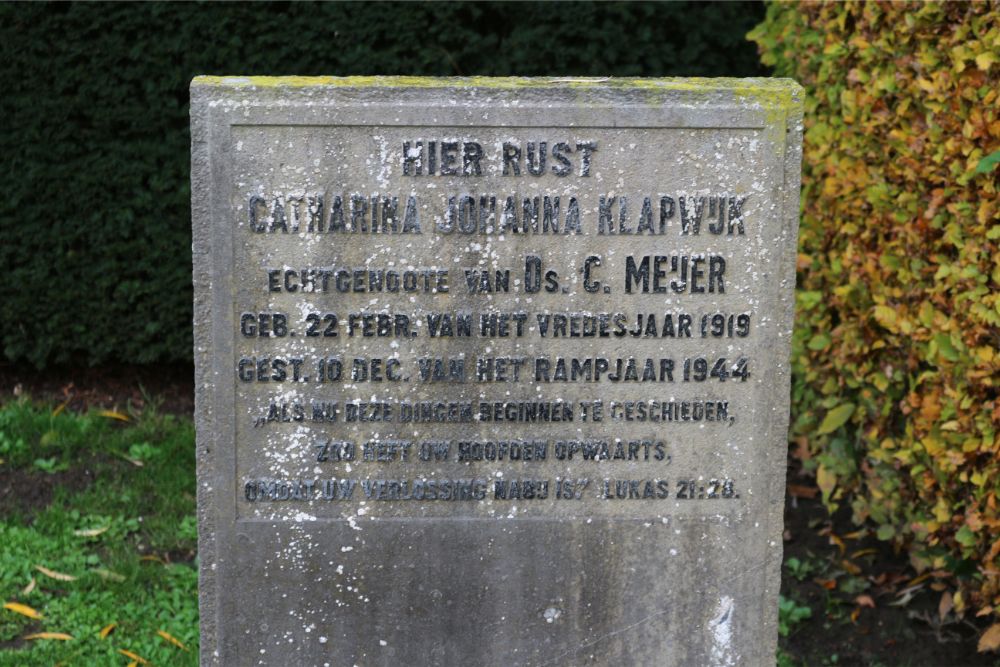 HIER RUST
CATHARINA JOHANNA KLAPWIJK
ECHTGENOOTE VAN DS. C. MEIJER
GEB. 22 FEBR. VAN HET VREDESJAAR 1919
GEST. 10 DEC. VAN HET RAMPJAAR 1944
„ALS NU DEZE DINGEN BEGINNEN TE GESCHIEDEN,
ZOO HEFT UW HOOFDEN OPWAARTS,
OMDAT UW VERLOSSING NABIJ IS." LUKAS 21:28.